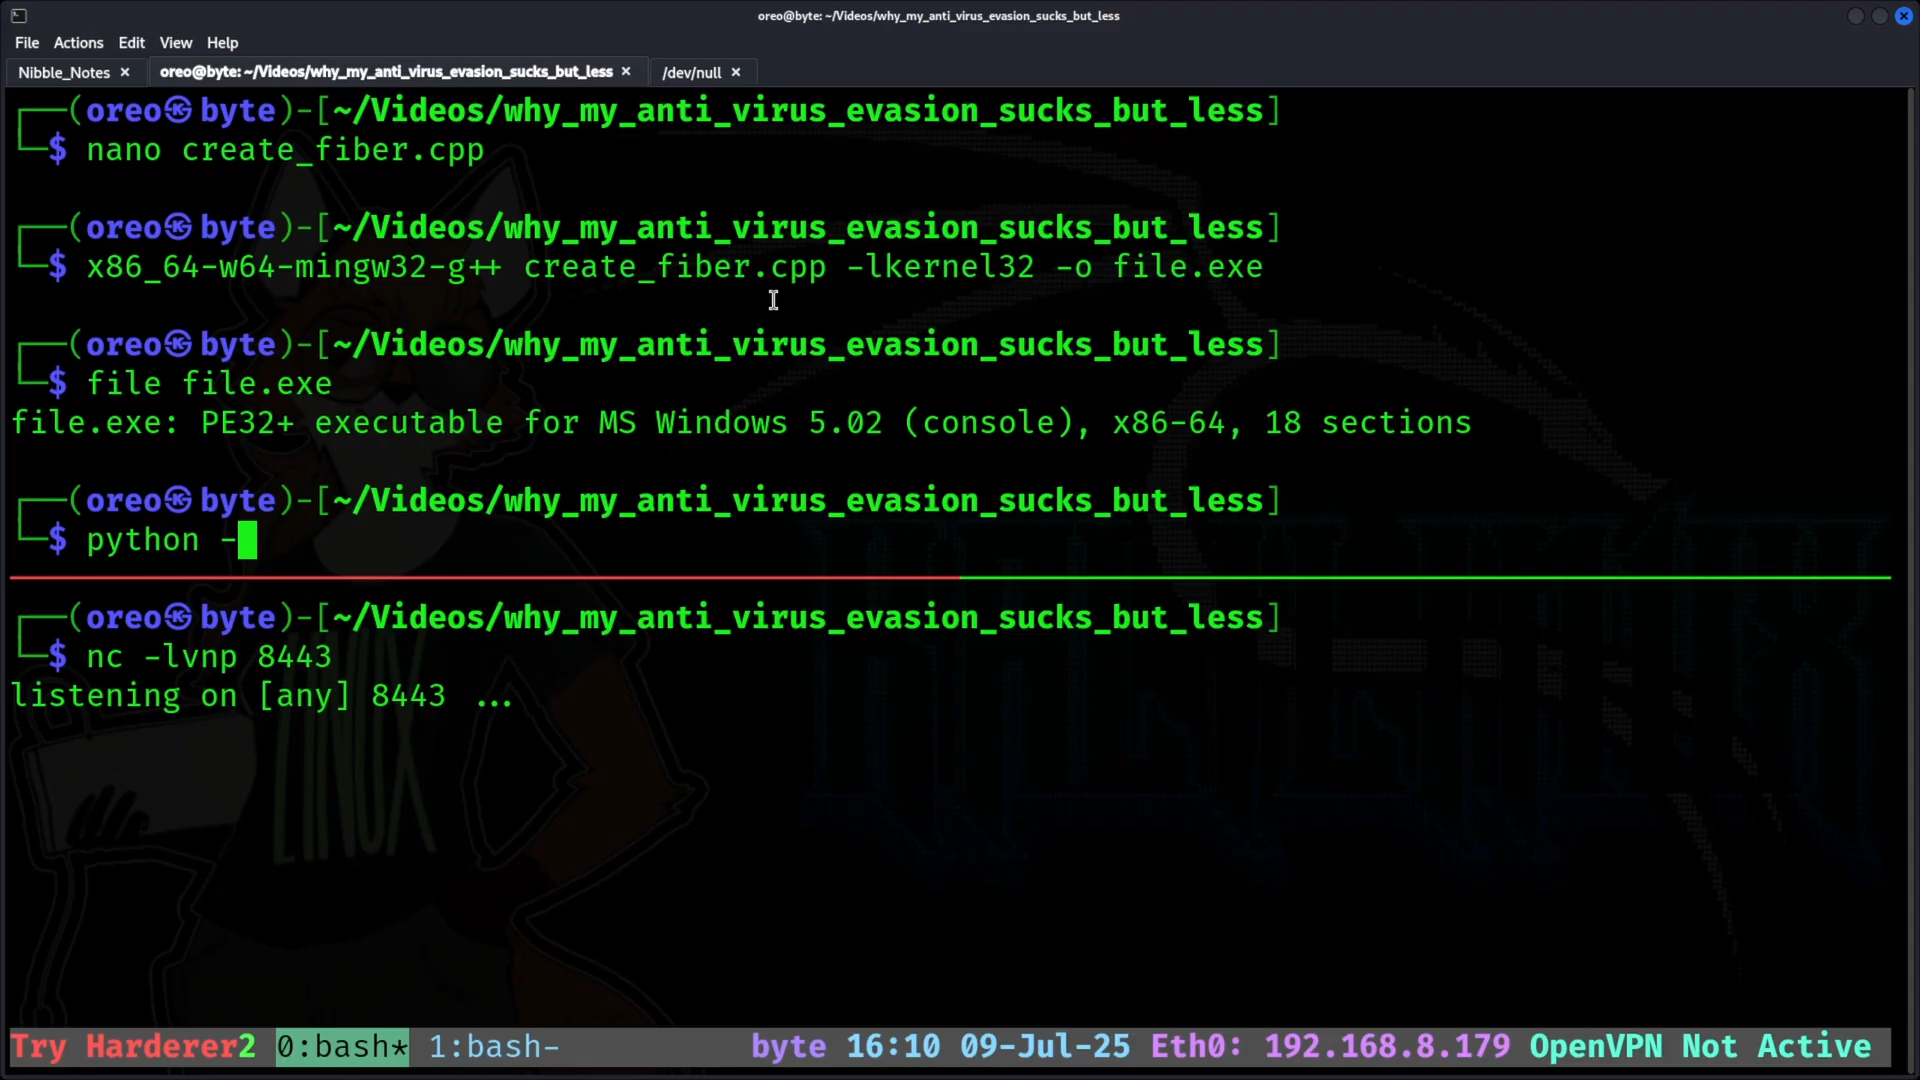 oreo@byte: ~/Videos/why_my_anti_virus_evasion_sucks_but_less
File Actions Edit View Help
Nibble_Notes × oreo@byte: ~/Videos/why_my_anti_virus_evasion_sucks_but_less × /dev/null ×
┌──(oreo㉿byte)-[~/Videos/why_my_anti_virus_evasion_sucks_but_less]
└─$ nano create_fiber.cpp
┌──(oreo㉿byte)-[~/Videos/why_my_anti_virus_evasion_sucks_but_less]
└─$ x86_64-w64-mingw32-g++ create_fiber.cpp -lkernel32 -o file.exe
┌──(oreo㉿byte)-[~/Videos/why_my_anti_virus_evasion_sucks_but_less]
└─$ file file.exe
file.exe: PE32+ executable for MS Windows 5.02 (console), x86-64, 18 sections
┌──(oreo㉿byte)-[~/Videos/why_my_anti_virus_evasion_sucks_but_less]
└─$ python -
┌──(oreo㉿byte)-[~/Videos/why_my_anti_virus_evasion_sucks_but_less]
└─$ nc -lvnp 8443
listening on [any] 8443 ...
LINUX
Try Harderer2 0:bash* 1:bash- byte 16:10 09-Jul-25 Eth0: 192.168.8.179 OpenVPN Not Active